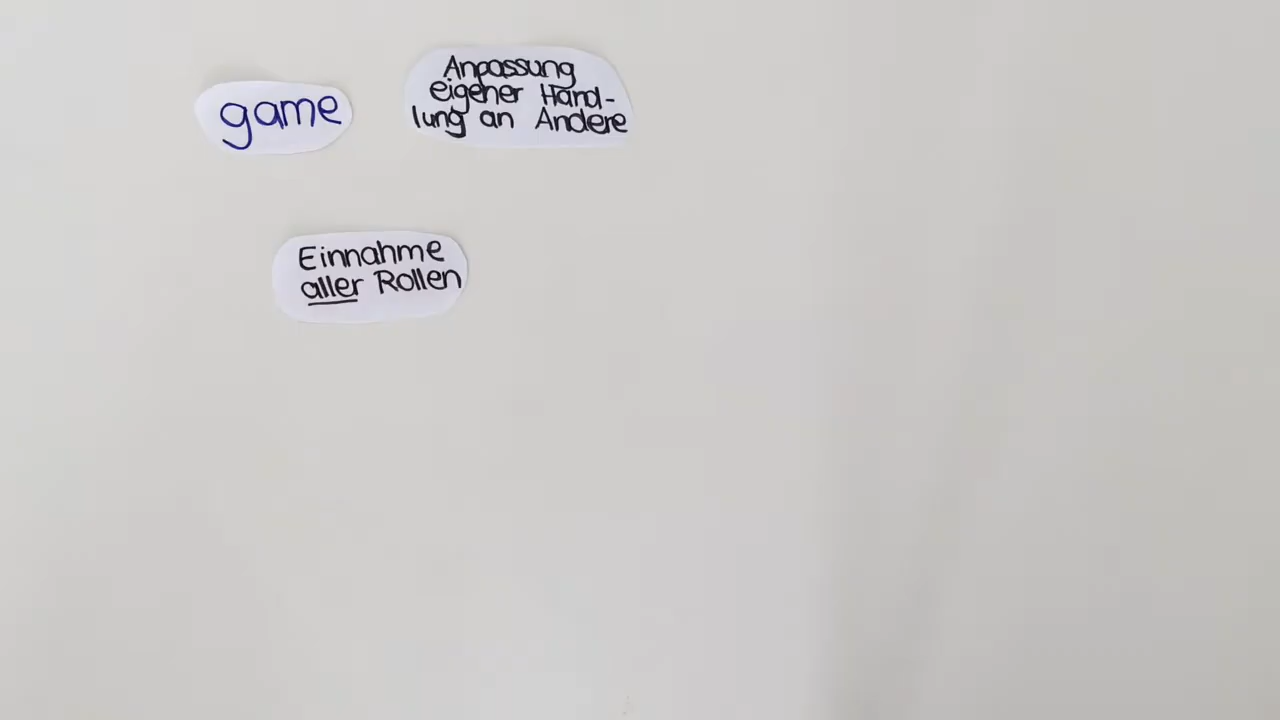 game
Anpassung
eigener Hand-
lung an Andere
Einnahme
aller Rollen